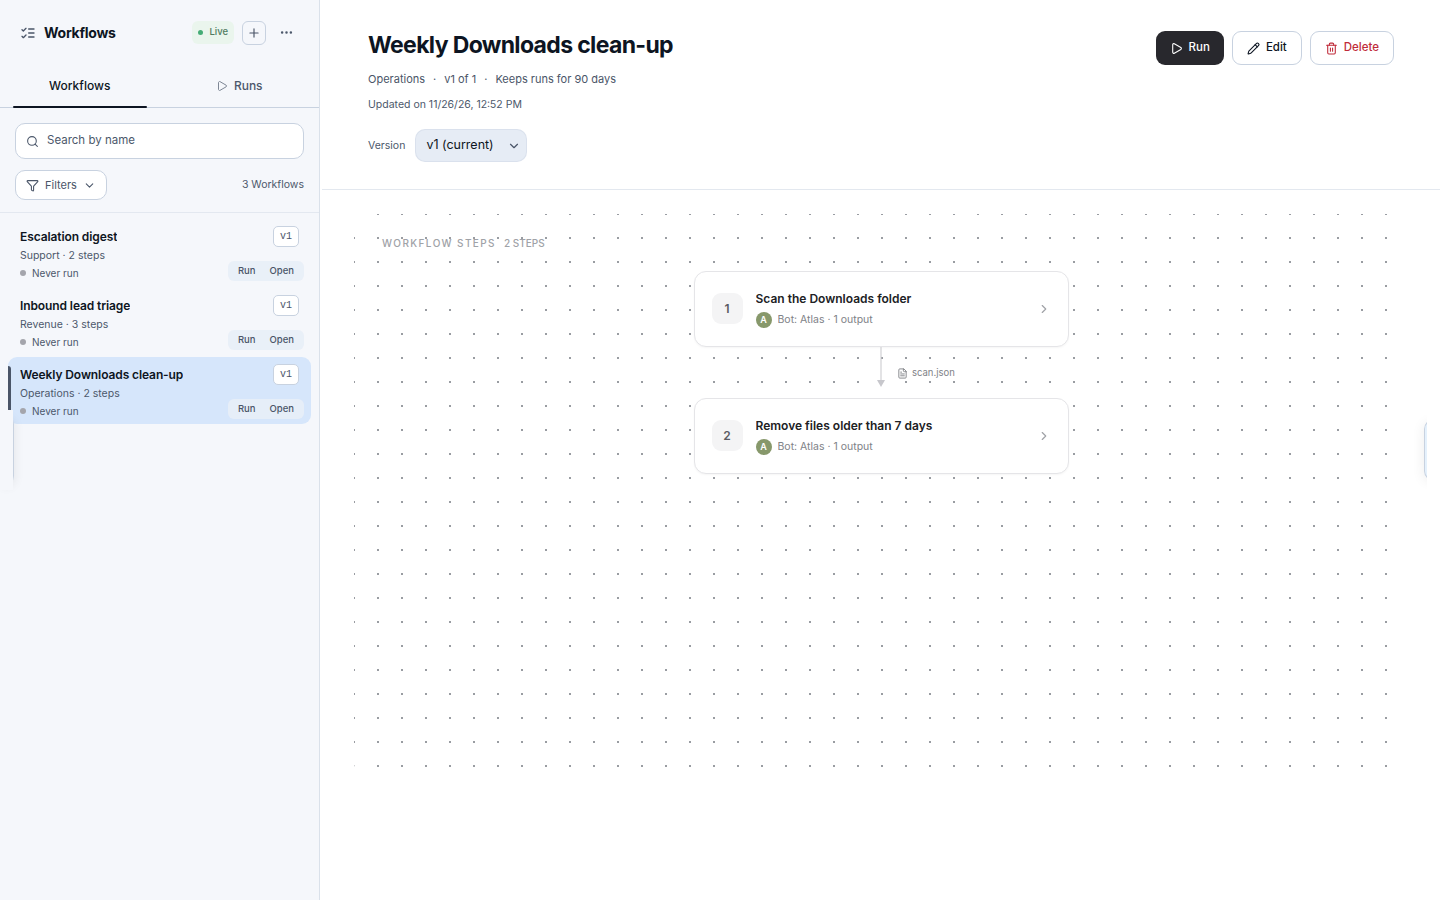 Workflows
Live
Workflows
Runs
Search by name
Filters
3 Workflows
Escalation digest
v1
Support · 2 steps
Never run
Run
Open
Inbound lead triage
v1
Revenue · 3 steps
Never run
Run
Open
Weekly Downloads clean-up
v1
Operations · 2 steps
Never run
Run
Open
Weekly Downloads clean-up
Run
Edit
Delete
Operations · v1 of 1 · Keeps runs for 90 days
Updated on 11/26/26, 12:52 PM
Version
v1 (current)
WORKFLOW STEPS 2 STEPS
1
Scan the Downloads folder
A Bot: Atlas · 1 output
scan.json
2
Remove files older than 7 days
A Bot: Atlas · 1 output